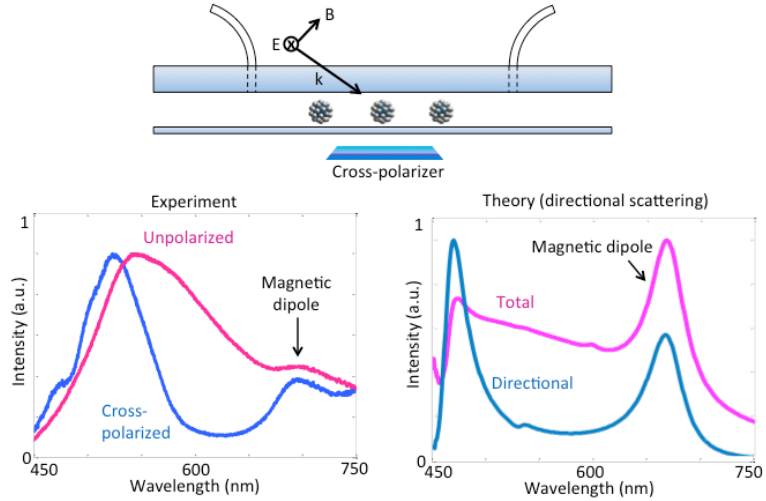 B
E
k
Cross-polarizer
Experiment
1
Unpolarized
Magnetic
dipole
Cross-
polarized
Intensity (a.u.)
0
450
600
750
Wavelength (nm)
Theory (directional scattering)
1
Magnetic dipole
Total
Directional
Intensity (a.u.)
0
450
600
750
Wavelength (nm)